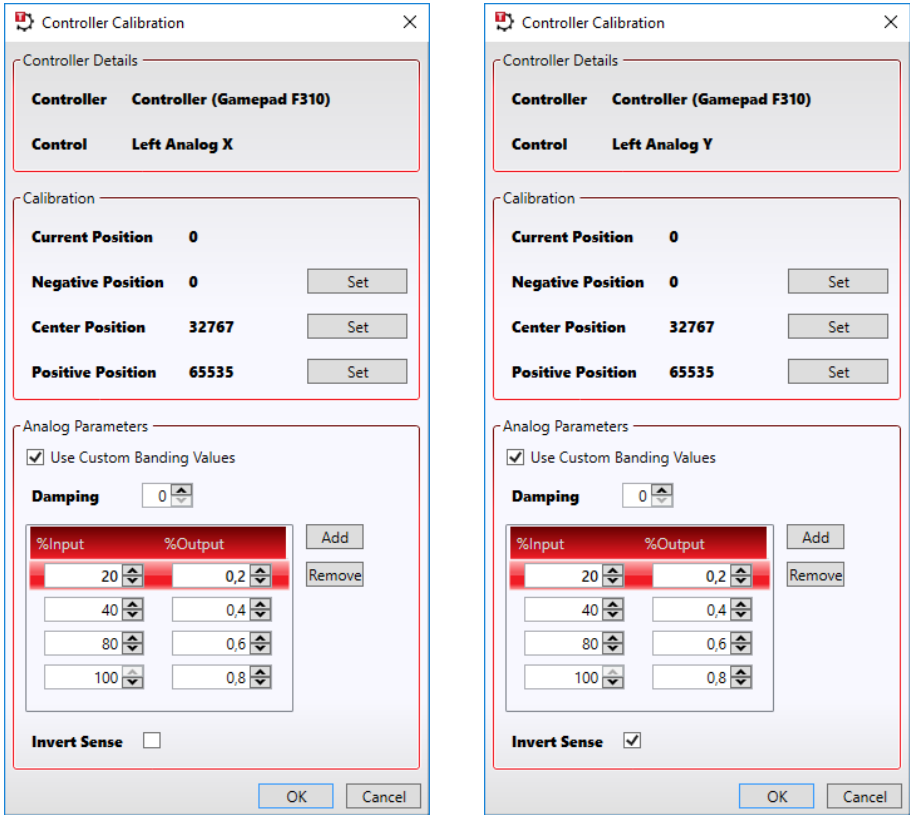 Controller Calibration
Controller Details
Controller Controller (Gamepad F310)
Control Left Analog X
Calibration
Current Position 0
Negative Position 0 Set
Center Position 32767 Set
Positive Position 65535 Set
Analog Parameters
Use Custom Banding Values
Damping 0
%Input %Output Add
20 0,2 Remove
40 0,4
80 0,6
100 0,8
Invert Sense
OK Cancel
Controller Calibration
Controller Details
Controller Controller (Gamepad F310)
Control Left Analog Y
Calibration
Current Position 0
Negative Position 0 Set
Center Position 32767 Set
Positive Position 65535 Set
Analog Parameters
Use Custom Banding Values
Damping 0
%Input %Output Add
20 0,2 Remove
40 0,4
80 0,6
100 0,8
Invert Sense
OK Cancel